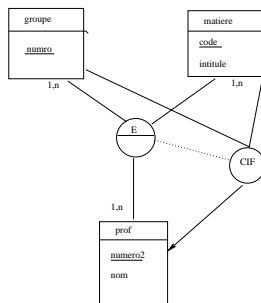 groupe
matiere
numro
code
intitule
1,n
1,n
E
CIF
1,n
prof
numero2
nom